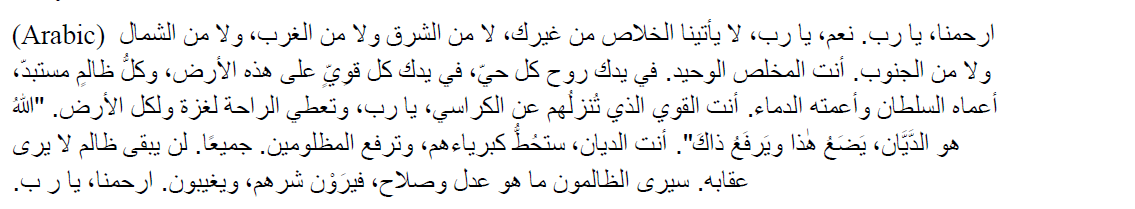 (Arabic) ارحمنا، يا رب. نعم، يا رب، لا يأتينا الخلاص من غيرك، لا من الشرق ولا من الغرب، ولا من الشمال
ولا من الجنوب. أنت المخلص الوحيد. في يدك روح كل حيّ، في يدك كل قويٍّ على هذه الأرض، وكلُّ ظالمٍ مستبدّ،
أعماه السلطان وأعمته الدماء. أنت القوي الذي تُنزلُهم عن الكراسي، يا رب، وتعطي الراحة لغزة ولكل الأرض. "اللهُ
هو الدَّيَّان، يَضَعُ هٰذا ويَرفَعُ ذاكَ". أنت الديان، ستحُطُّ كبرياءهم، وترفع المظلومين. جميعًا. لن يبقى ظالم لا يرى
عقابه. سيرى الظالمون ما هو عدل وصلاح، فيرَوْن شرهم، ويغيبون. ارحمنا، يا ر ب.